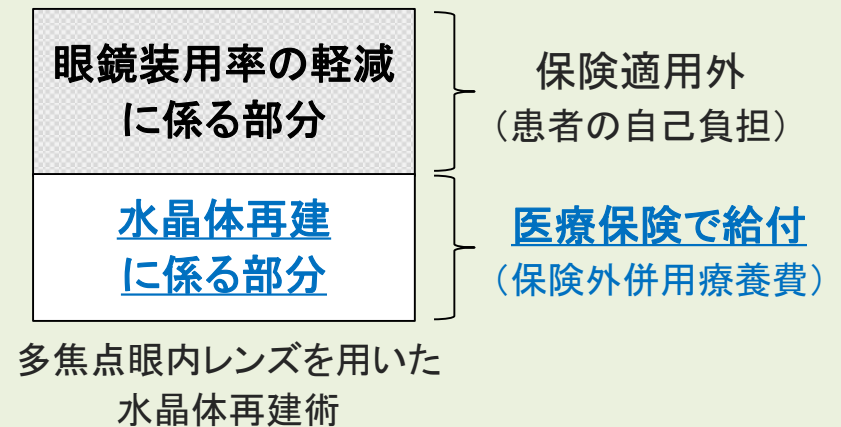 眼鏡装用率の軽減
に係る部分
保険適用外
（患者の自己負担）
水晶体再建
に係る部分
医療保険で給付
（保険外併用療養費）
多焦点眼内レンズを用いた
水晶体再建術